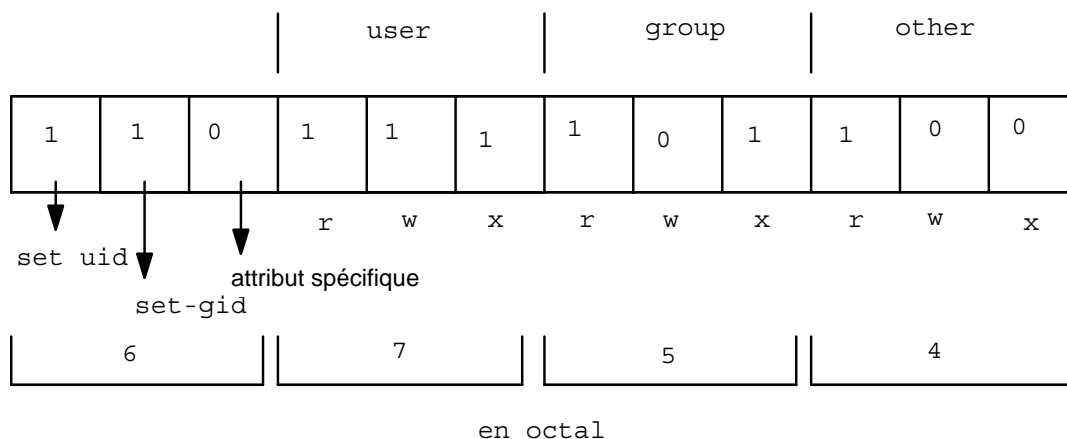 user group other
1 1 0 1 1 1 1 0 1 1 0 0
r w x r w x r w x
set uid
attribut spécifique
set-gid
6 7 5 4
en octal